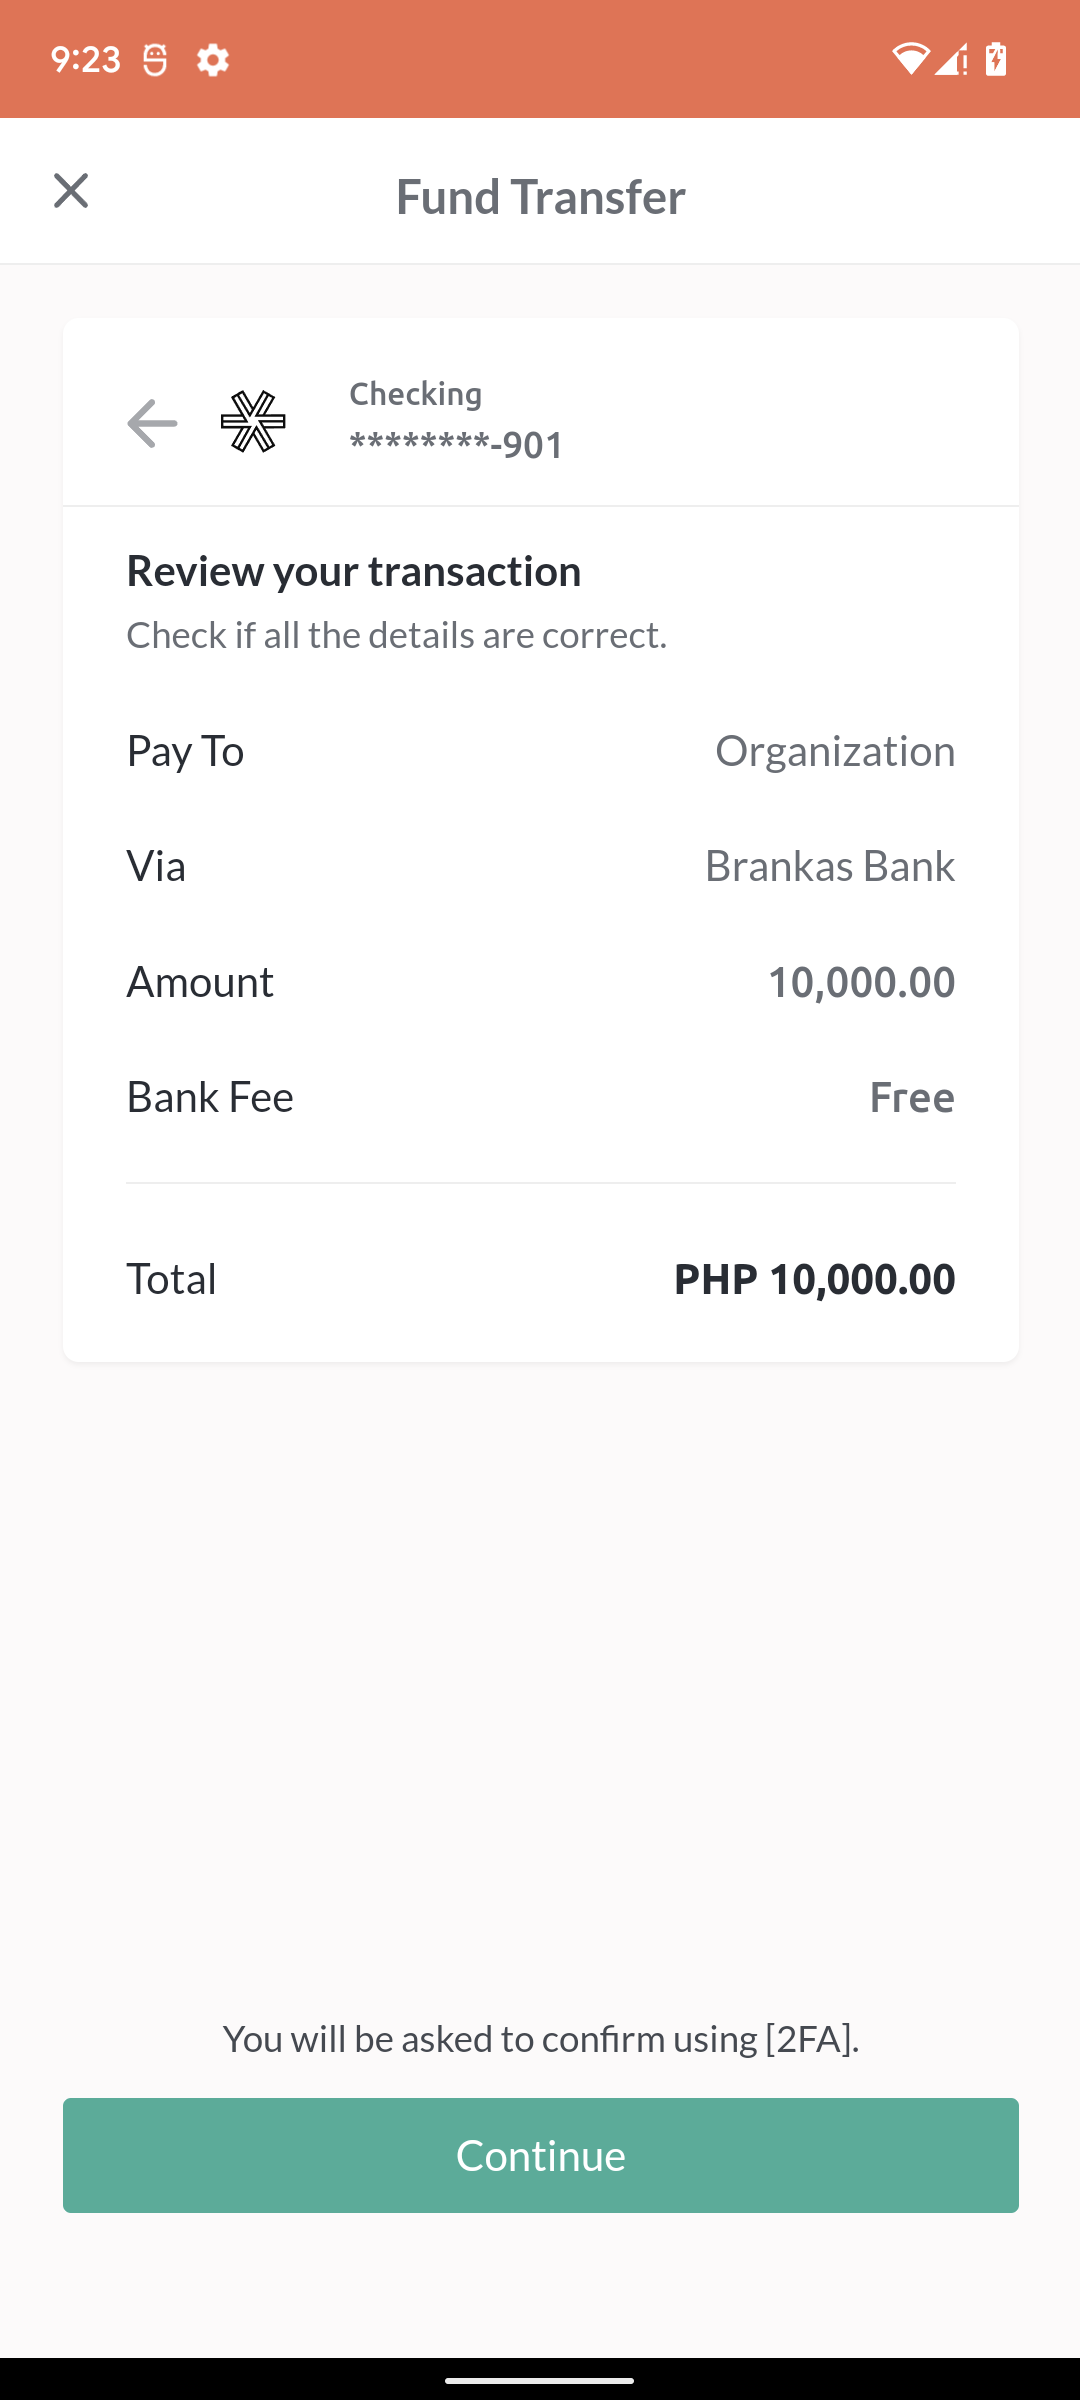 9:23
Fund Transfer
Checking
********-901
Review your transaction
Check if all the details are correct.
Pay To Organization
Via Brankas Bank
Amount 10,000.00
Bank Fee Free
Total PHP 10,000.00
You will be asked to confirm using [2FA].
Continue